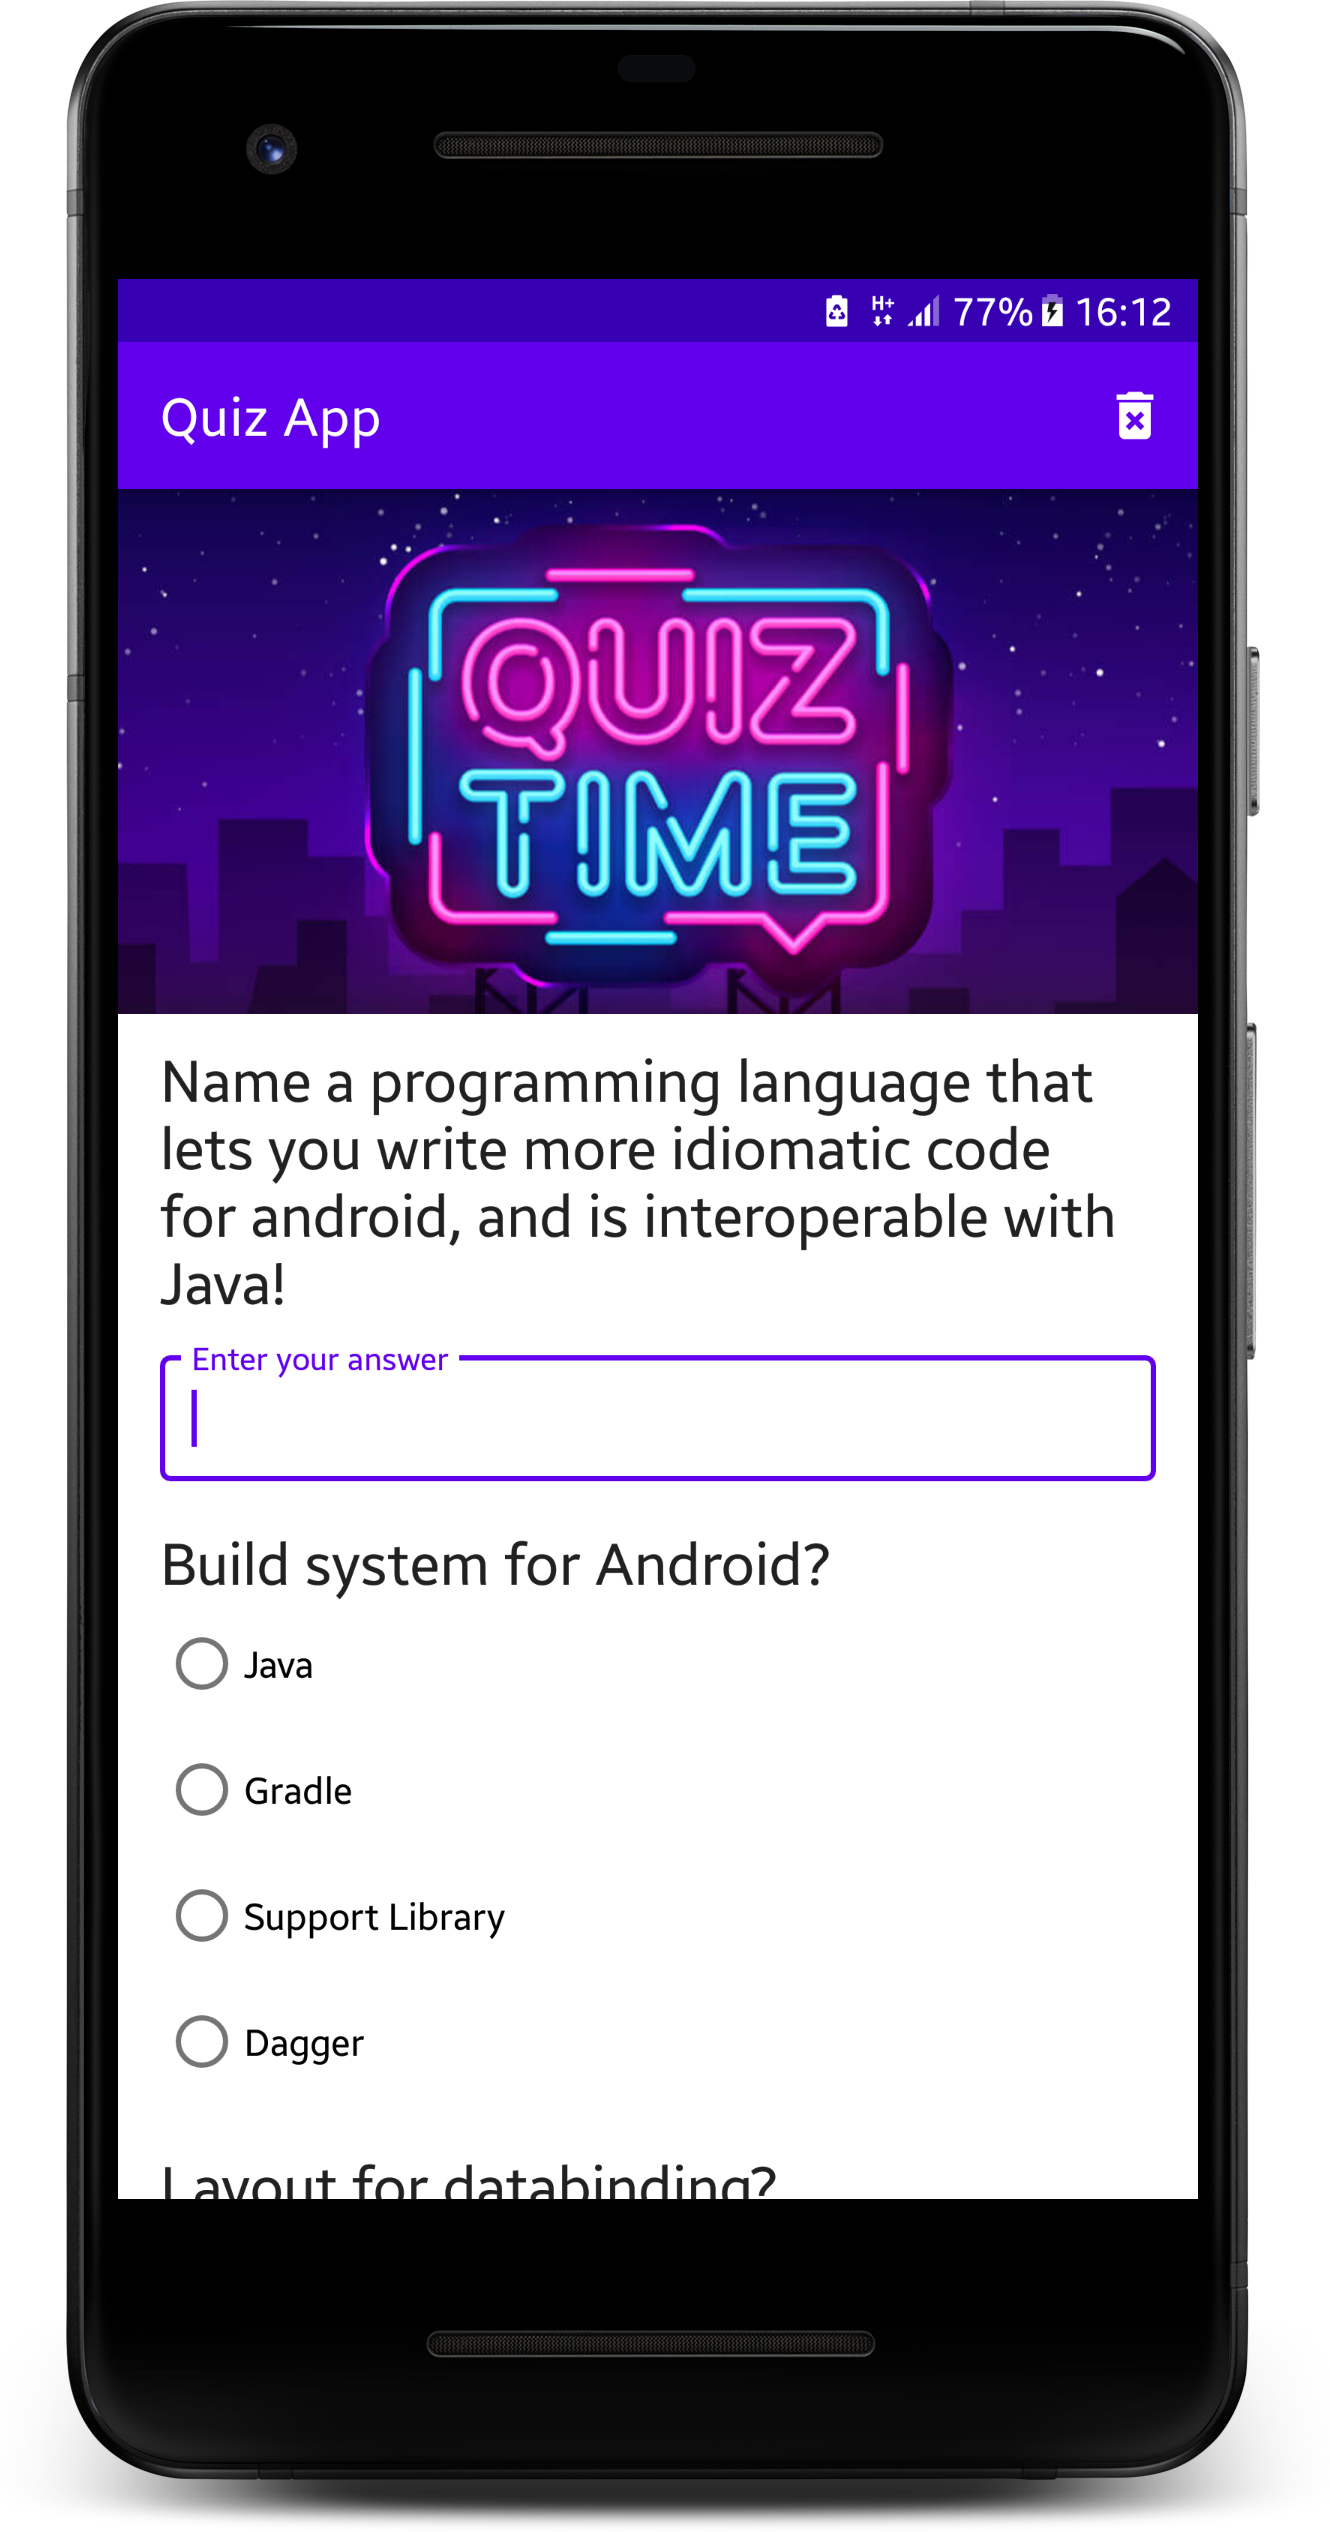 H+ 77% 16:12
Quiz App
QUIZ
TIME
Name a programming language that
lets you write more idiomatic code
for android, and is interoperable with
Java!
Enter your answer
Build system for Android?
Java
Gradle
Support Library
Dagger
Layout for databinding?